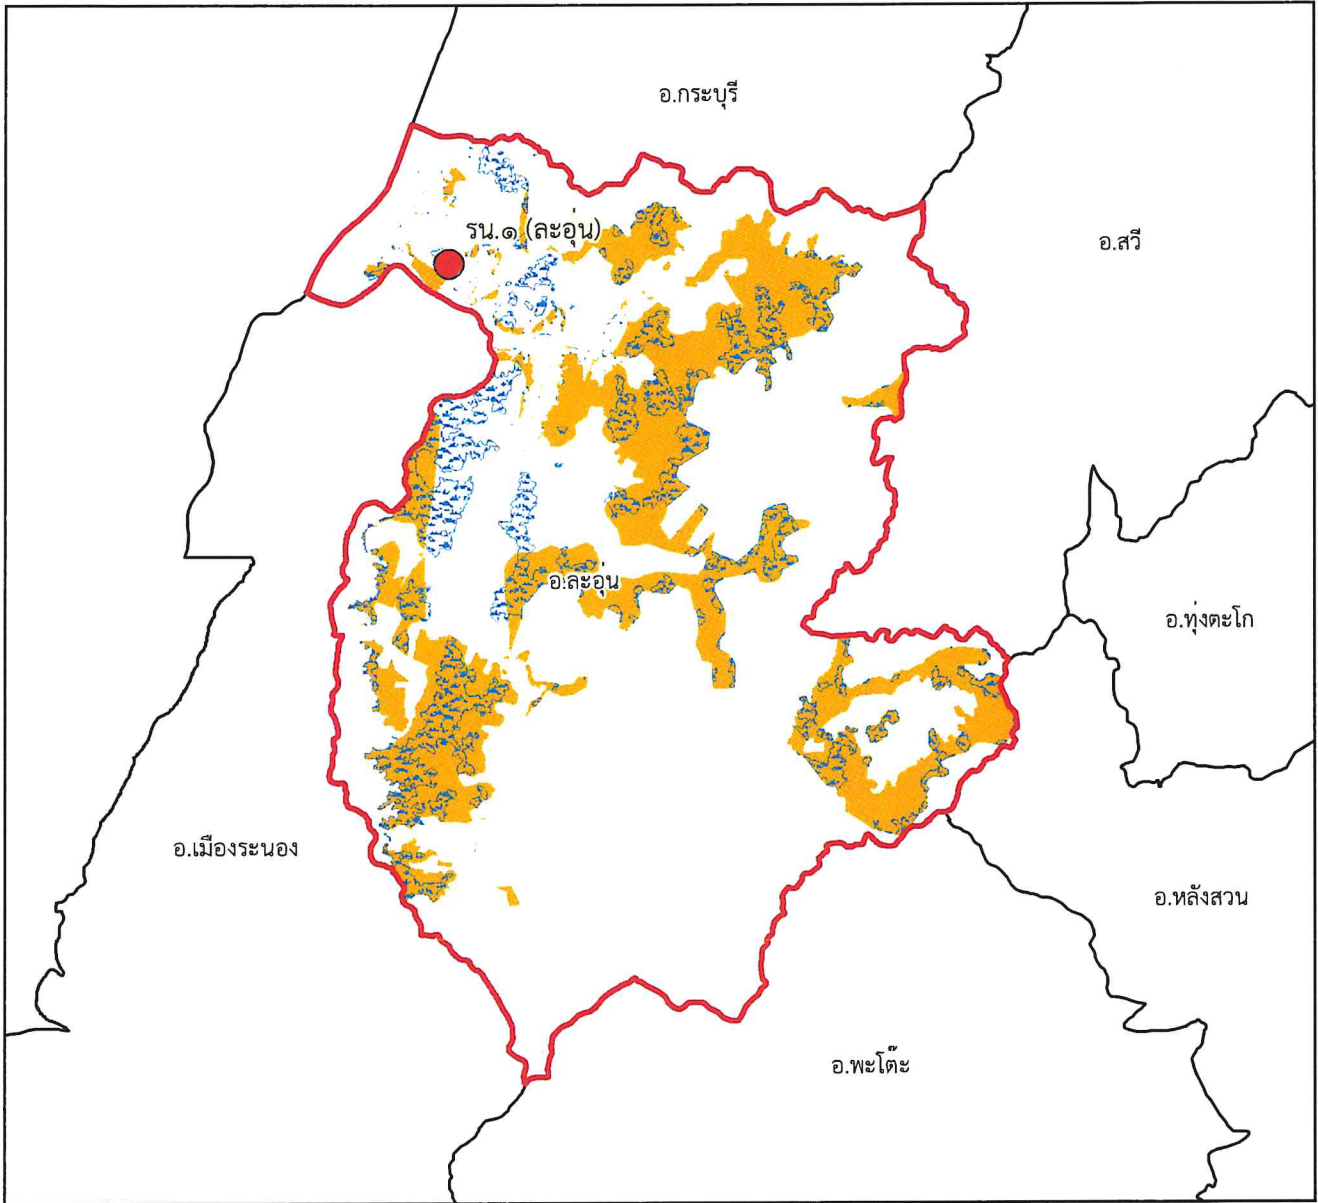 อ.กระบุรี
รน.๑ (ละอุ่น)
อ.สวี
อ.ละอุ่น
อ.ทุ่งตะโก
อ.เมืองระนอง
อ.หลังสวน
อ.พะโต๊ะ